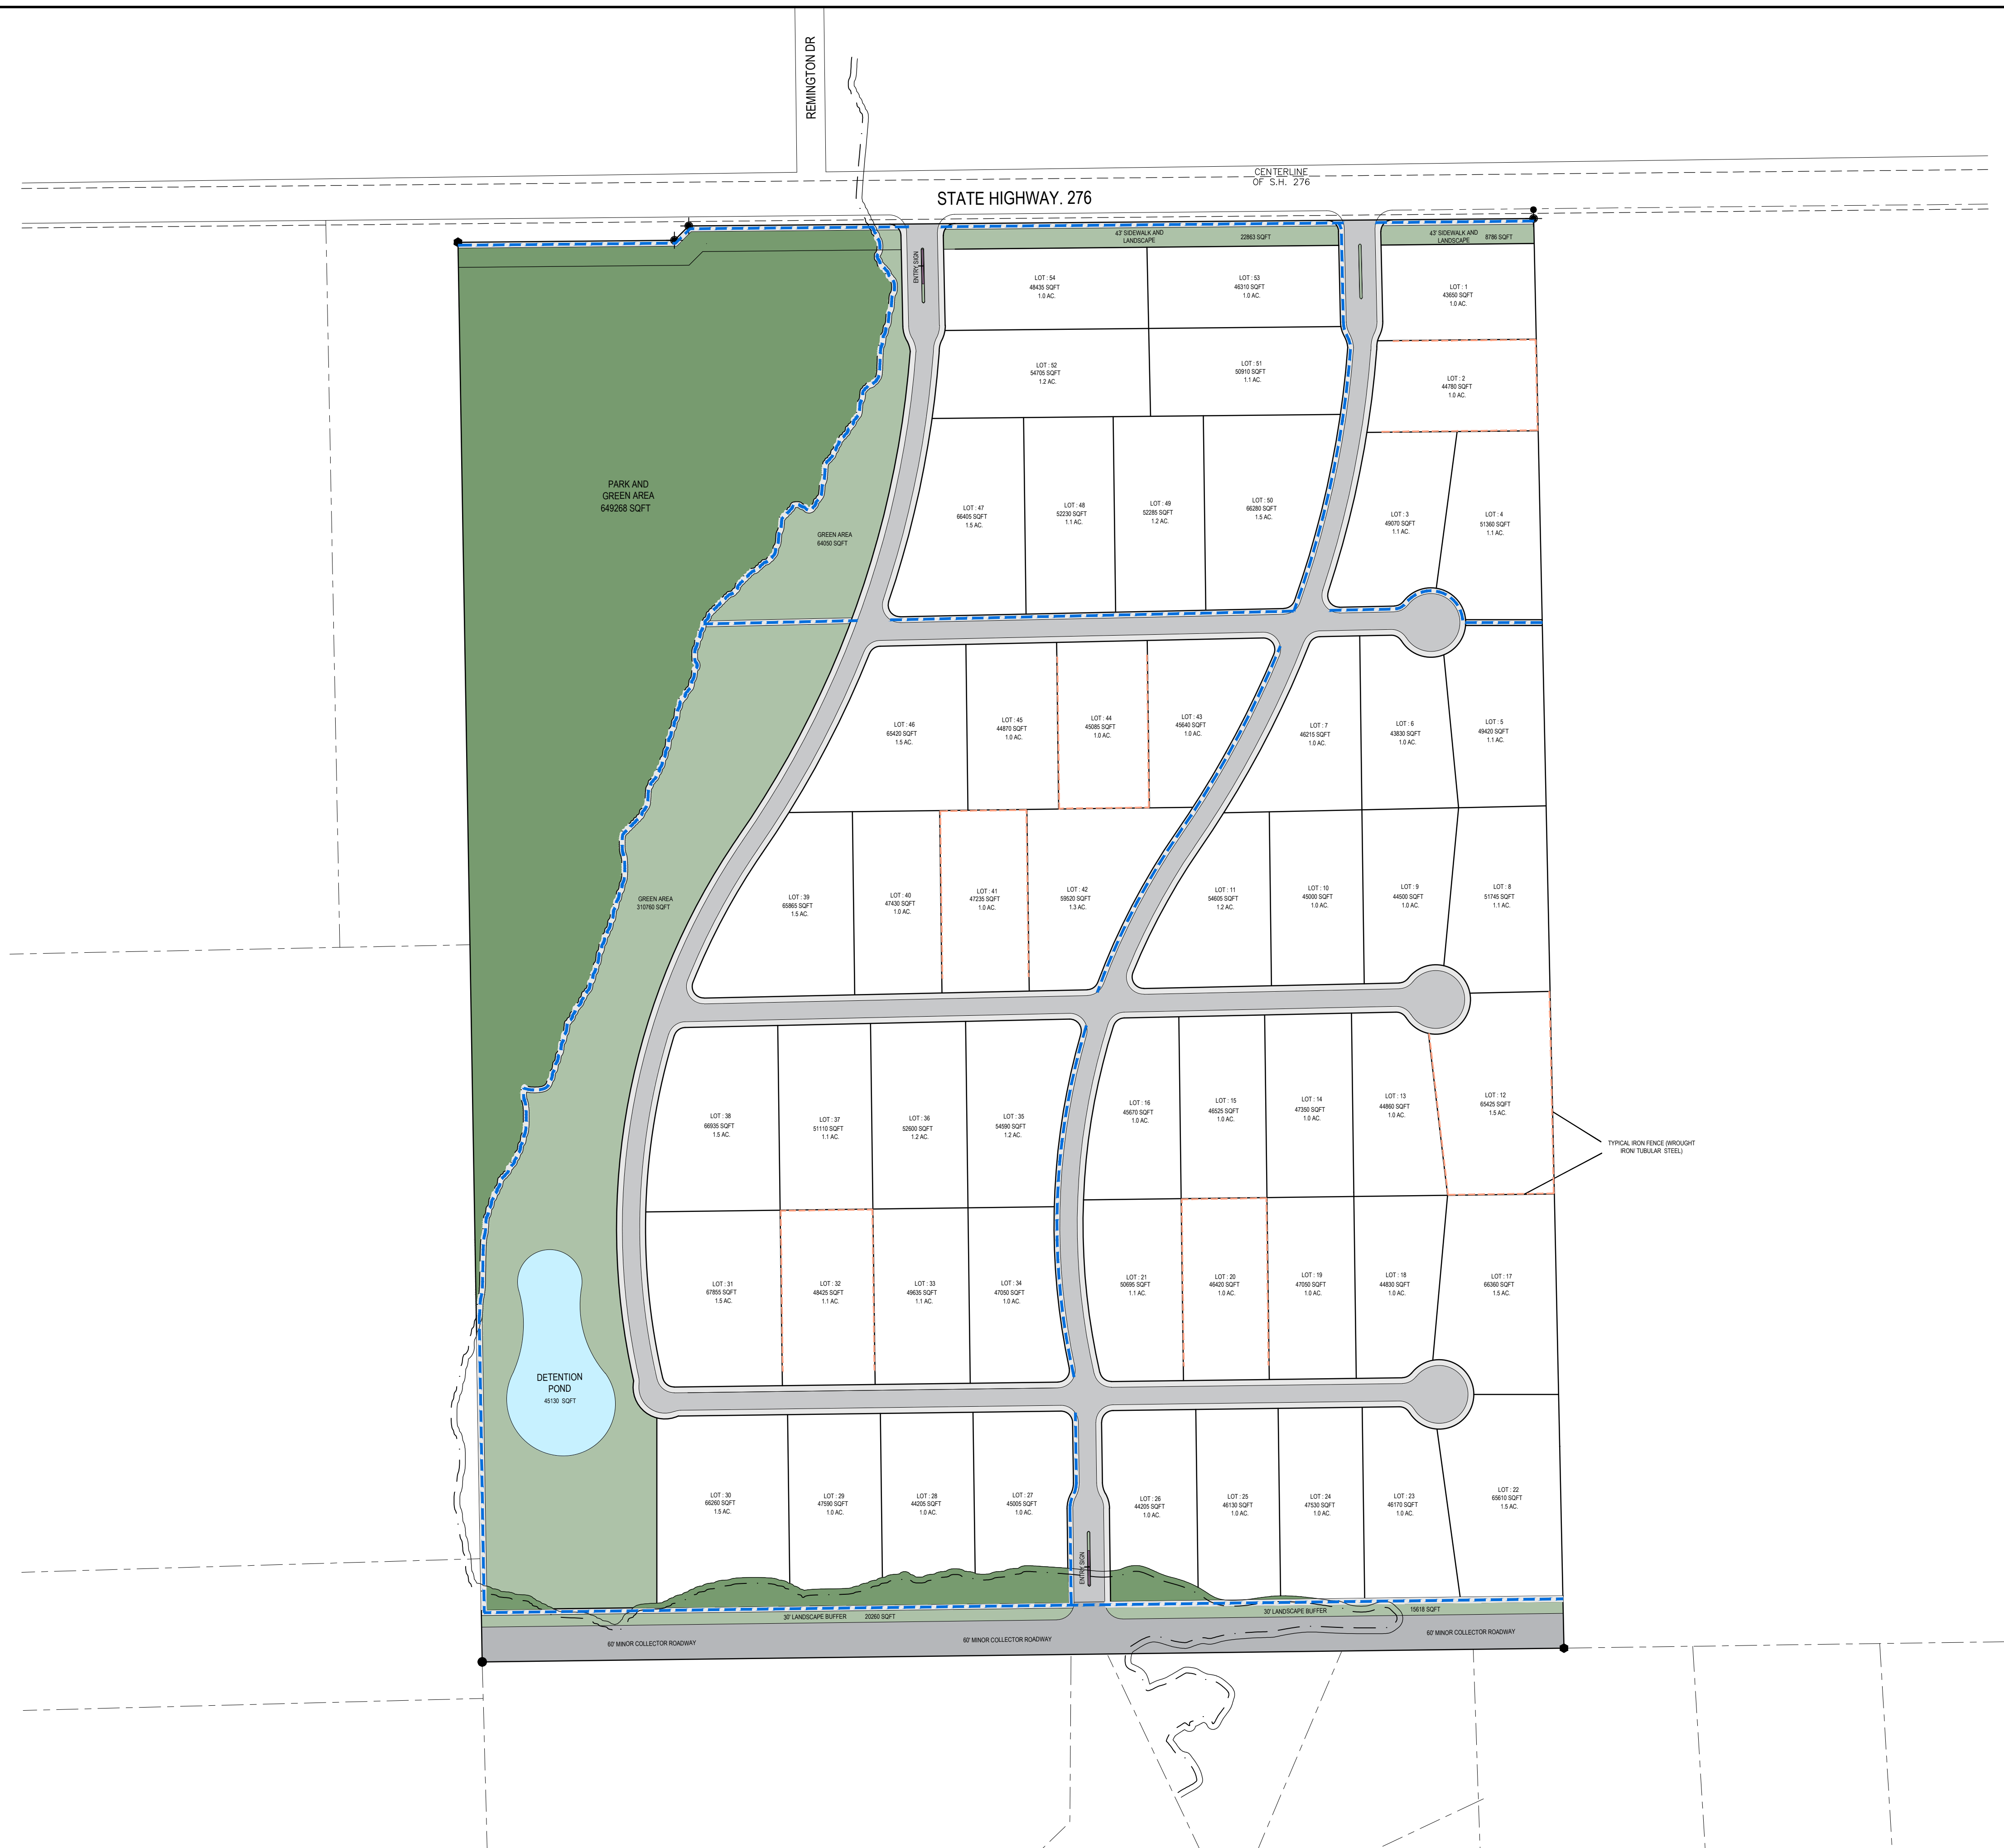 REMINGTON DR
CENTERLINE
OF S.H. 276
STATE HIGHWAY. 276
43' SIDEWALK AND
LANDSCAPE
22863 SQFT
43' SIDEWALK AND
LANDSCAPE
8786 SQFT
ENTRY SIGN
LOT : 54
48435 SQFT
1.0 AC.
LOT : 53
46310 SQFT
1.0 AC.
LOT : 1
43650 SQFT
1.0 AC.
LOT : 52
54705 SQFT
1.2 AC.
LOT : 51
50910 SQFT
1.1 AC.
LOT : 2
44780 SQFT
1.0 AC.
PARK AND
GREEN AREA
649268 SQFT
GREEN AREA
64050 SQFT
LOT : 47
66405 SQFT
1.5 AC.
LOT : 48
52230 SQFT
1.1 AC.
LOT : 49
52285 SQFT
1.2 AC.
LOT : 50
66280 SQFT
1.5 AC.
LOT : 3
49070 SQFT
1.1 AC.
LOT : 4
51360 SQFT
1.1 AC.
LOT : 46
65420 SQFT
1.5 AC.
LOT : 45
44870 SQFT
1.0 AC.
LOT : 44
45085 SQFT
1.0 AC.
LOT : 43
45640 SQFT
1.0 AC.
LOT : 7
46215 SQFT
1.0 AC.
LOT : 6
43830 SQFT
1.0 AC.
LOT : 5
49420 SQFT
1.1 AC.
GREEN AREA
310760 SQFT
LOT : 39
65865 SQFT
1.5 AC.
LOT : 40
47430 SQFT
1.0 AC.
LOT : 41
47235 SQFT
1.0 AC.
LOT : 42
59520 SQFT
1.3 AC.
LOT : 11
54605 SQFT
1.2 AC.
LOT : 10
45000 SQFT
1.0 AC.
LOT : 9
44500 SQFT
1.0 AC.
LOT : 8
51745 SQFT
1.1 AC.
LOT : 38
66935 SQFT
1.5 AC.
LOT : 37
51110 SQFT
1.1 AC.
LOT : 36
52600 SQFT
1.2 AC.
LOT : 35
54590 SQFT
1.2 AC.
LOT : 16
45670 SQFT
1.0 AC.
LOT : 15
46525 SQFT
1.0 AC.
LOT : 14
47350 SQFT
1.0 AC.
LOT : 13
44860 SQFT
1.0 AC.
LOT : 12
65425 SQFT
1.5 AC.
TYPICAL IRON FENCE (WROUGHT
IRON/ TUBULAR STEEL)
LOT : 31
67855 SQFT
1.5 AC.
LOT : 32
48425 SQFT
1.1 AC.
LOT : 33
49635 SQFT
1.1 AC.
LOT : 34
47050 SQFT
1.0 AC.
LOT : 21
50695 SQFT
1.1 AC.
LOT : 20
46420 SQFT
1.0 AC.
LOT : 19
47050 SQFT
1.0 AC.
LOT : 18
44830 SQFT
1.0 AC.
LOT : 17
66360 SQFT
1.5 AC.
DETENTION
POND
45130 SQFT
LOT : 30
66260 SQFT
1.5 AC.
LOT : 29
47590 SQFT
1.0 AC.
LOT : 28
44205 SQFT
1.0 AC.
LOT : 27
45005 SQFT
1.0 AC.
LOT : 26
44205 SQFT
1.0 AC.
LOT : 25
46130 SQFT
1.0 AC.
LOT : 24
47530 SQFT
1.0 AC.
LOT : 23
46170 SQFT
1.0 AC.
LOT : 22
65610 SQFT
1.5 AC.
ENTRY SIGN
30' LANDSCAPE BUFFER
20260 SQFT
30' LANDSCAPE BUFFER
15618 SQFT
60' MINOR COLLECTOR ROADWAY
60' MINOR COLLECTOR ROADWAY
60' MINOR COLLECTOR ROADWAY